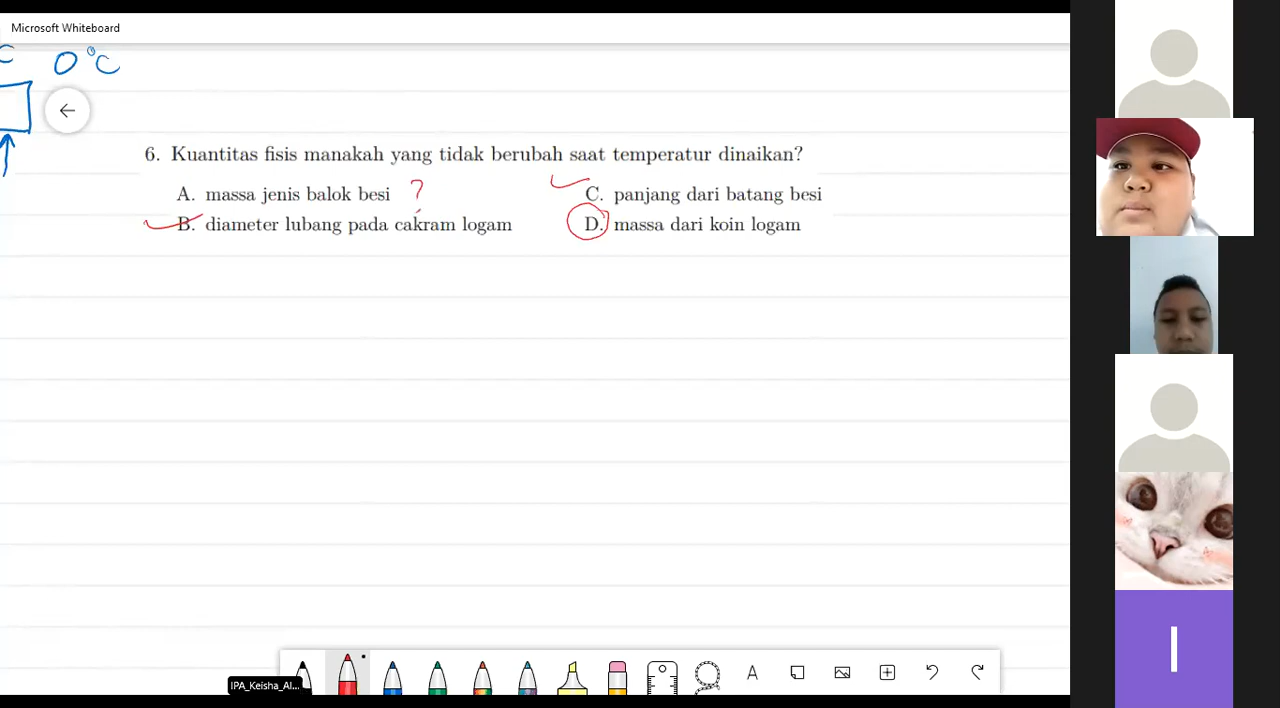 Microsoft Whiteboard
C 0°C
6. Kuantitas fisis manakah yang tidak berubah saat temperatur dinaikan?
A. massa jenis balok besi ?
C. panjang dari batang besi
B. diameter lubang pada cakram logam
D. massa dari koin logam
A
IPA_Keisha_Al...
I